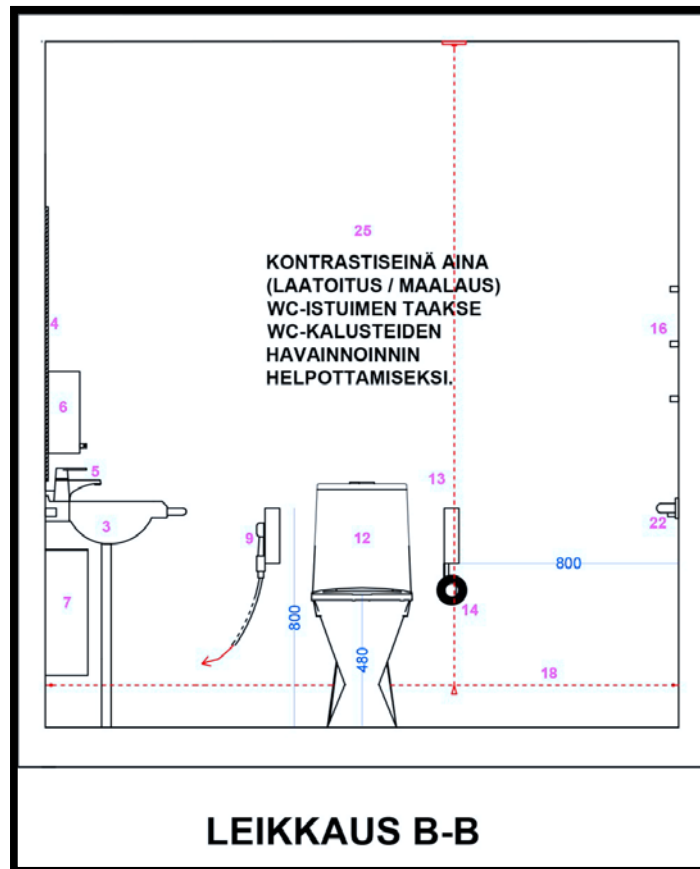 25
KONTRASTISEINÄ AINA
(LAATOITUS / MAALAUS)
WC-ISTUIMEN TAAKSE
WC-KALUSTEIDEN
HAVAINNOINNIN
HELPOTTAMISEKSI.
4
16
6
5
13
3
9
12
22
7
800
14
800
480
18
LEIKKAUS B-B